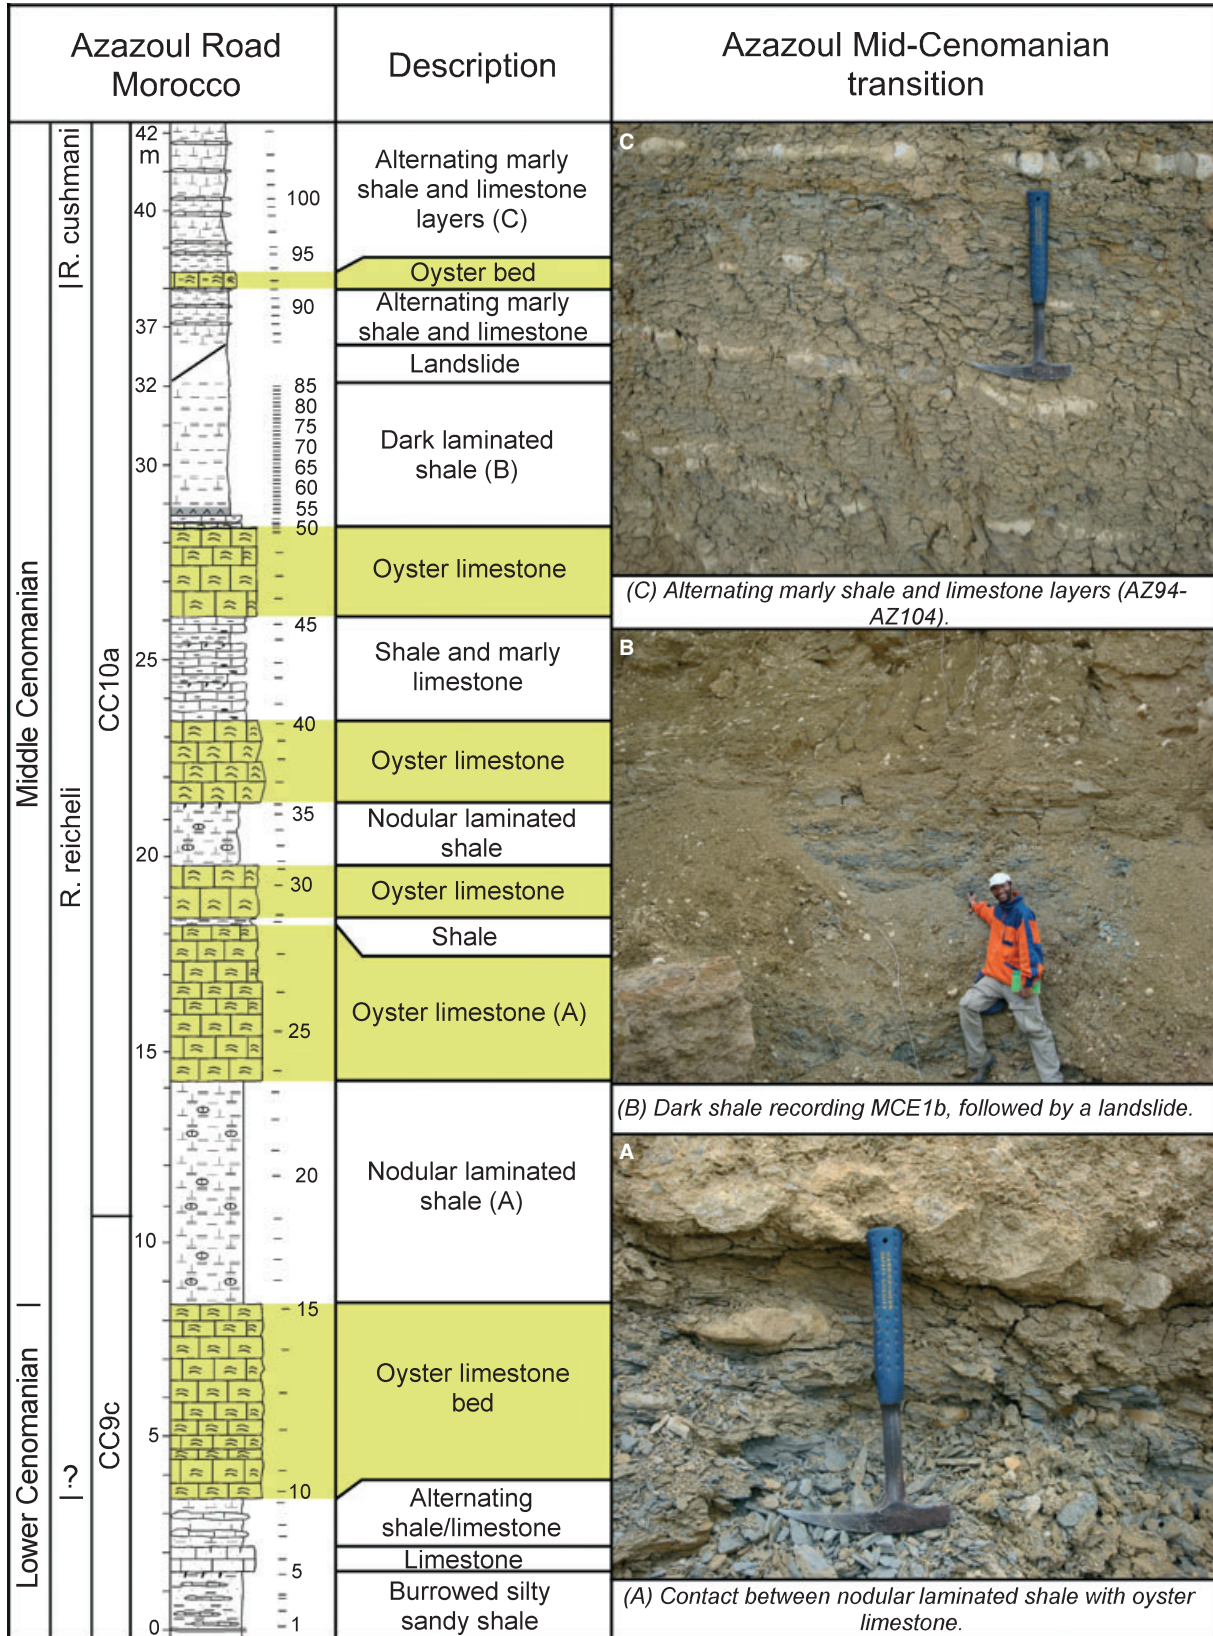 Azazoul Road
Morocco
Description
Azazoul Mid-Cenomanian
transition
Middle Cenomanian
Lower Cenomanian
R. cushmani
R. reicheli
?
CC10a
CC9c
42
m
40
37
32
30
25
20
15
10
5
0
100
95
90
85
80
75
70
65
60
55
50
45
40
35
30
25
20
15
10
5
1
Alternating marly
shale and limestone
layers (C)
Oyster bed
Alternating marly
shale and limestone
Landslide
Dark laminated
shale (B)
Oyster limestone
Shale and marly
limestone
Oyster limestone
Nodular laminated
shale
Oyster limestone
Shale
Oyster limestone (A)
Nodular laminated
shale (A)
Oyster limestone
bed
Alternating
shale/limestone
Limestone
Burrowed silty
sandy shale
C
(C) Alternating marly shale and limestone layers (AZ94-
AZ104).
B
(B) Dark shale recording MCE1b, followed by a landslide.
A
(A) Contact between nodular laminated shale with oyster
limestone.